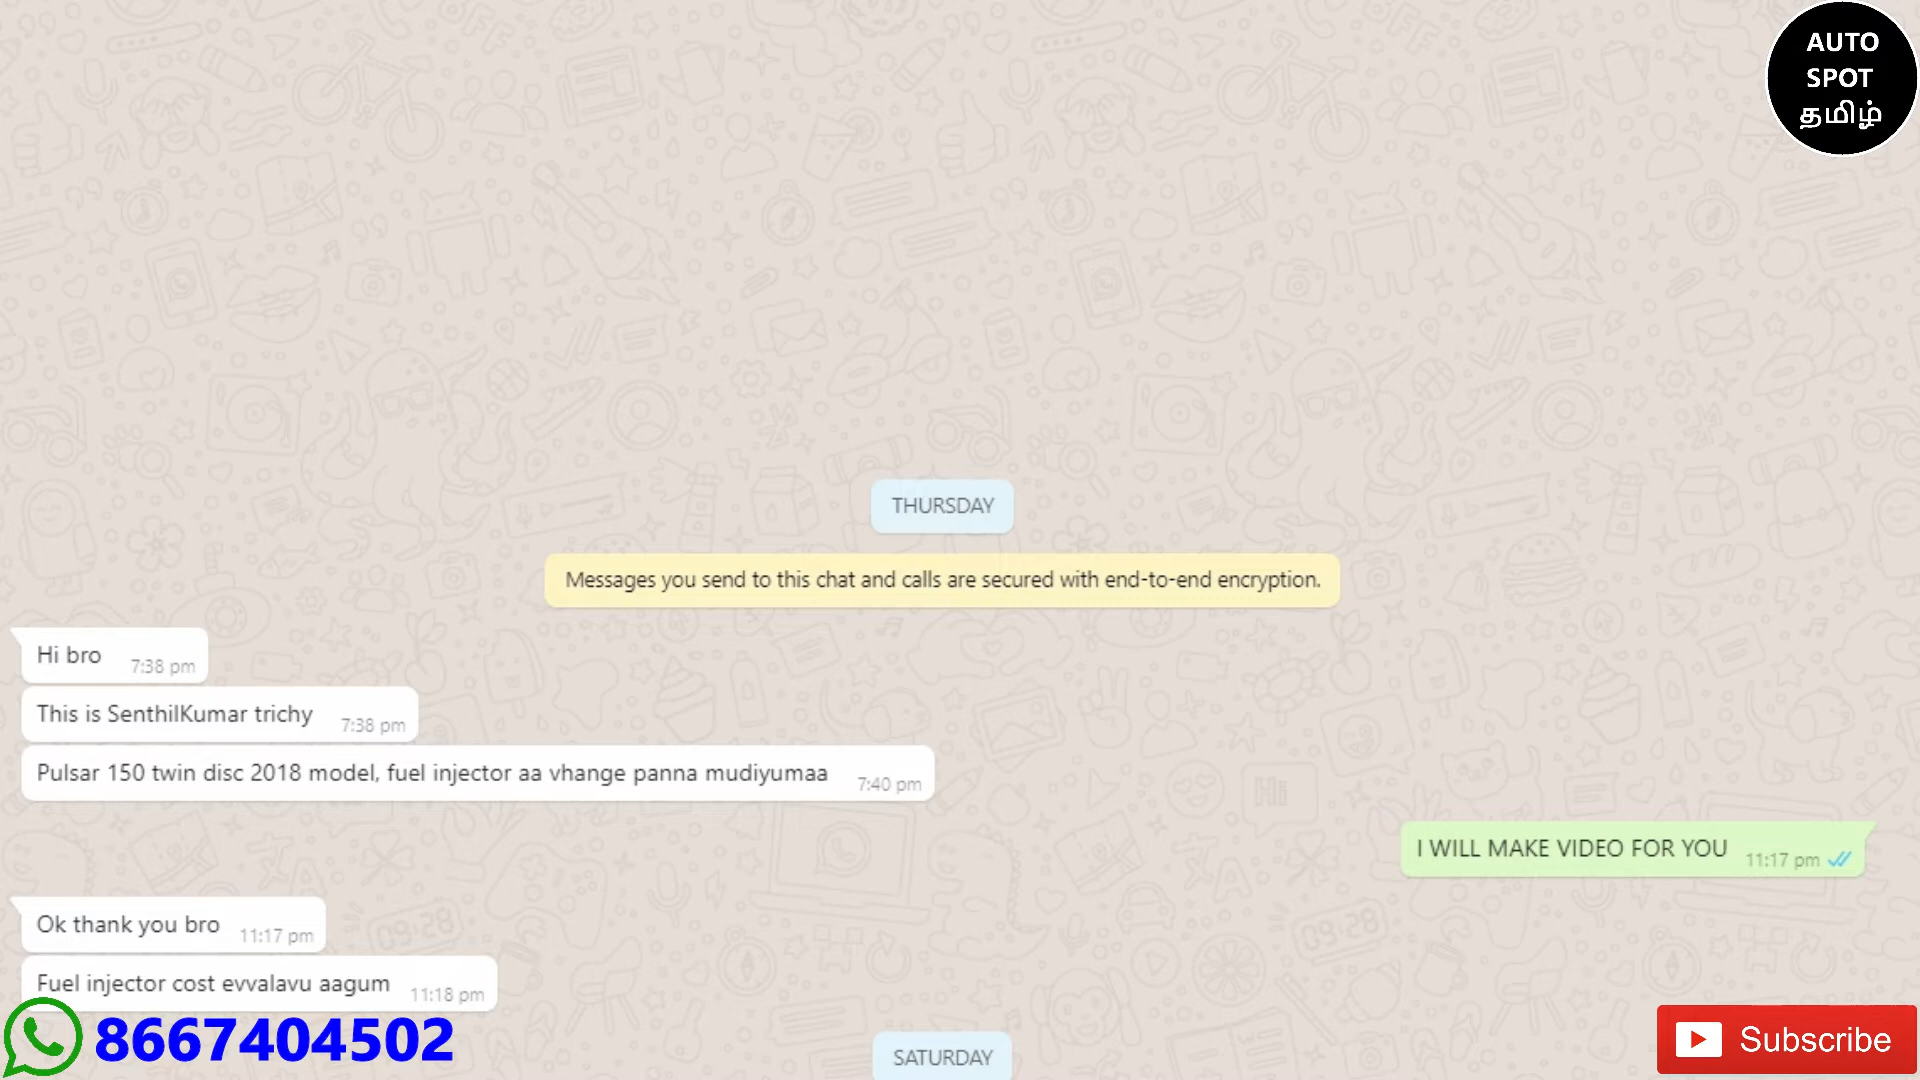 AUTO
SPOT
தமிழ்
THURSDAY
Messages you send to this chat and calls are secured with end-to-end encryption.
Hi bro 7:38 pm
This is SenthilKumar trichy 7:38 pm
Pulsar 150 twin disc 2018 model, fuel injector aa vhange panna mudiyumaa 7:40 pm
I WILL MAKE VIDEO FOR YOU 11:17 pm
Ok thank you bro 11:17 pm
Fuel injector cost evvalavu aagum 11:18 pm
8667404502
SATURDAY
Subscribe